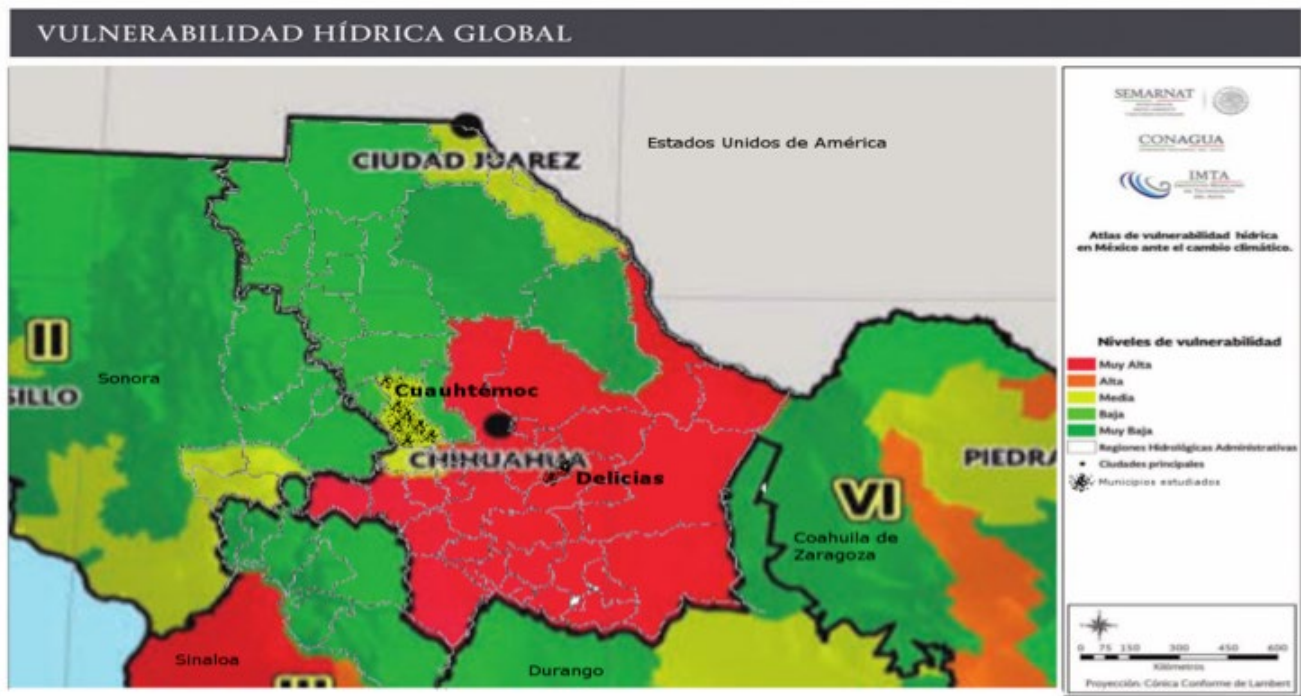 VULNERABILIDAD HÍDRICA GLOBAL
Estados Unidos de América
CIUDAD JUAREZ
II
SILLO
Sonora
Cuauhtémoc
CHIHUAHUA
Delicias
VI
PIEDRA
Coahuila de
Zaragoza
Sinaloa
III
Durango
SEMARNAT
CONAGUA
IMTA
Atlas de vulnerabilidad hídrica
en México ante el cambio climático.
Niveles de vulnerabilidad
Muy Alta
Alta
Media
Baja
Muy Baja
Regiones Hidrológicas Administrativas
Ciudades principales
Municipios estudiados
0 75 150 300 450 600
Kilómetros
Proyección: Cónica Conforme de Lambert